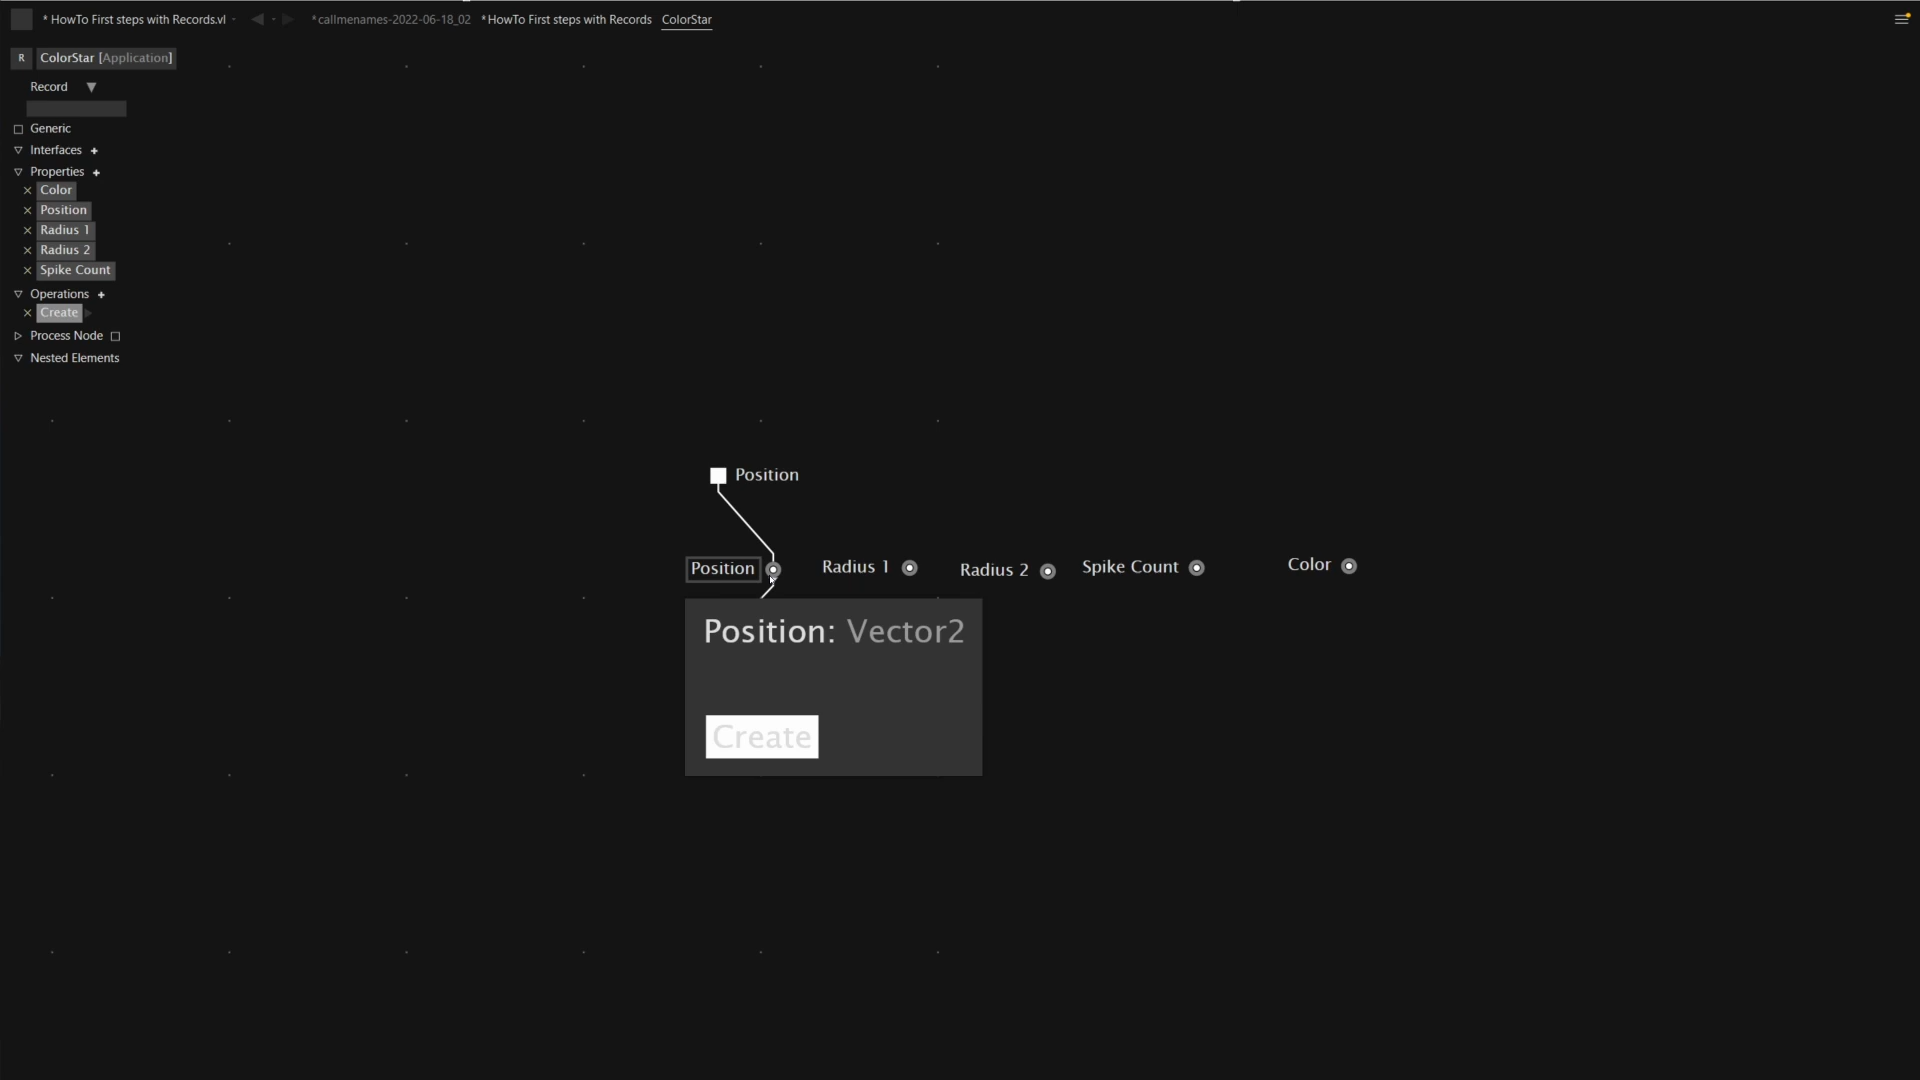 * HowTo First steps with Records.vl
*callmenames-2022-06-18_02 *HowTo First steps with Records ColorStar
R ColorStar [Application]
Record
Generic
Interfaces +
Properties +
Color
Position
Radius 1
Radius 2
Spike Count
Operations +
Create
Process Node
Nested Elements
Position
Position Radius 1 Radius 2 Spike Count Color
Position: Vector2
Create